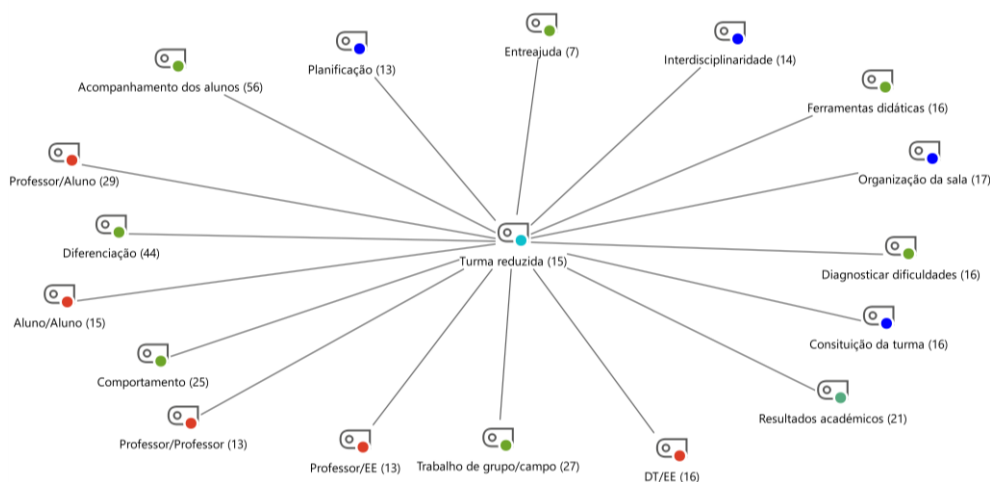 Entreajuda (7)
Interdisciplinaridade (14)
Planificação (13)
Acompanhamento dos alunos (56)
Ferramentas didáticas (16)
Professor/Aluno (29)
Organização da sala (17)
Diferenciação (44)
Turma reduzida (15)
Diagnosticar dificuldades (16)
Aluno/Aluno (15)
Consituição da turma (16)
Comportamento (25)
Resultados académicos (21)
Professor/Professor (13)
Professor/EE (13)
Trabalho de grupo/campo (27)
DT/EE (16)